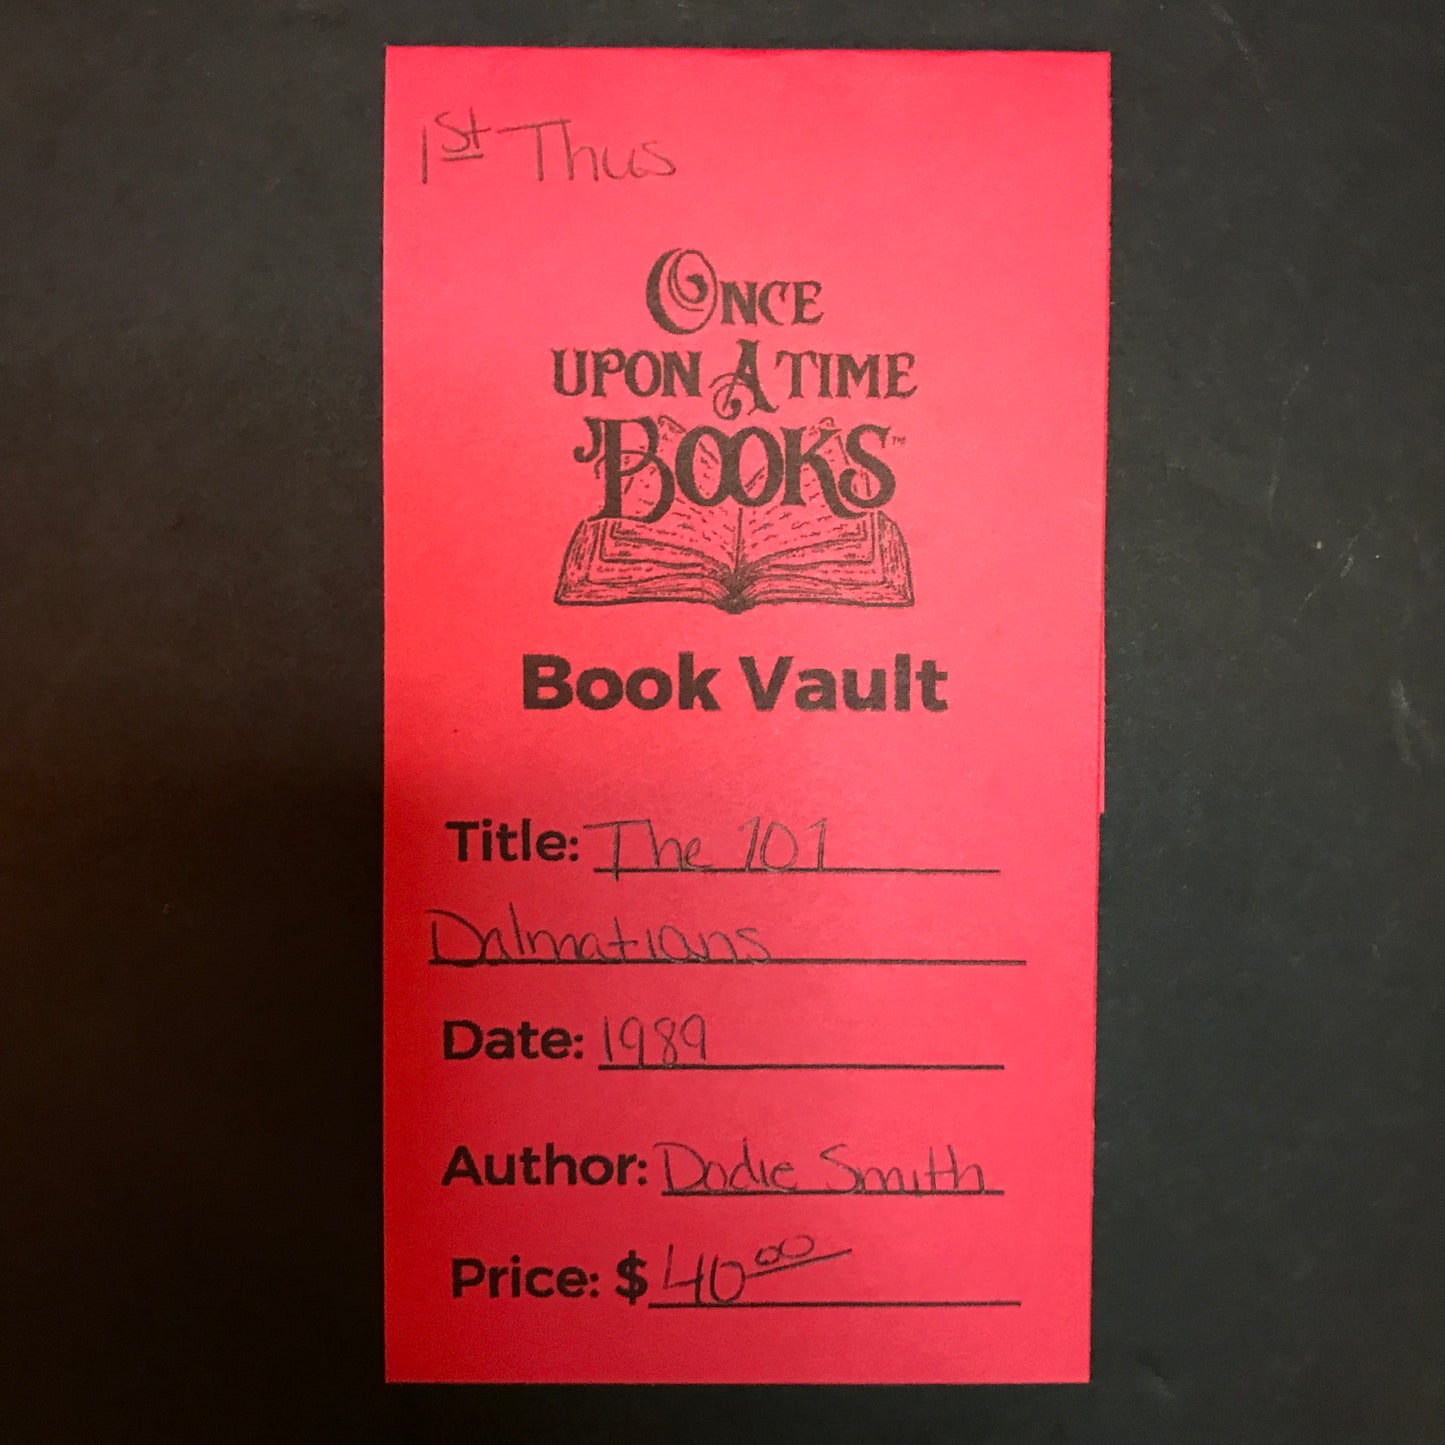 1st Thus
ONCE
UPON A TIME
BOOKS™
Book Vault
Title: The 101
Dalmatians
Date: 1989
Author: Dodie Smith
Price: $40.00